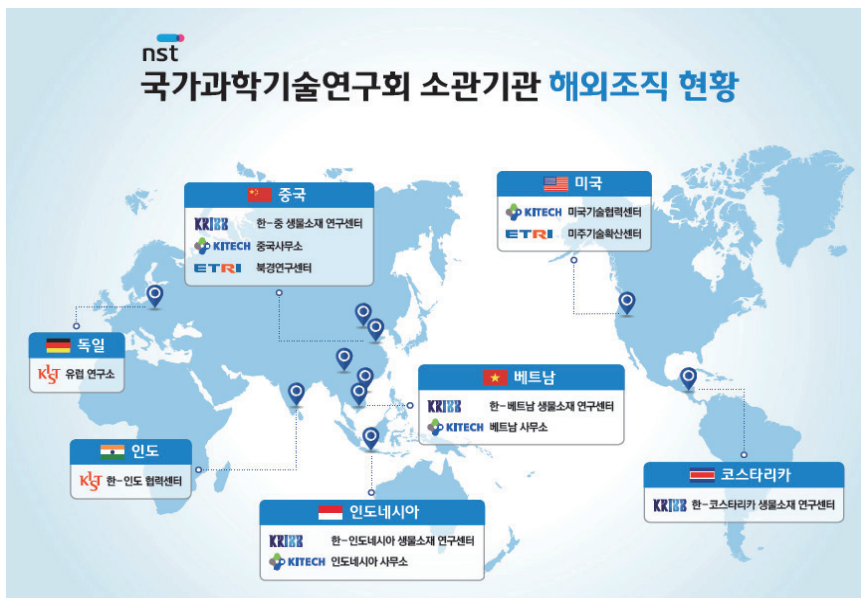 nst
국가과학기술연구회 소관기관 해외조직 현황
중국
KRIBB 한-중 생물소재 연구센터
KITECH 중국사무소
ETRI 북경연구센터
미국
KITECH 미국기술협력센터
ETRI 미주기술확산센터
독일
KIST 유럽 연구소
베트남
KRIBB 한-베트남 생물소재 연구센터
KITECH 베트남 사무소
인도
KIST 한-인도 협력센터
코스타리카
KRIBB 한-코스타리카 생물소재 연구센터
인도네시아
KRIBB 한-인도네시아 생물소재 연구센터
KITECH 인도네시아 사무소